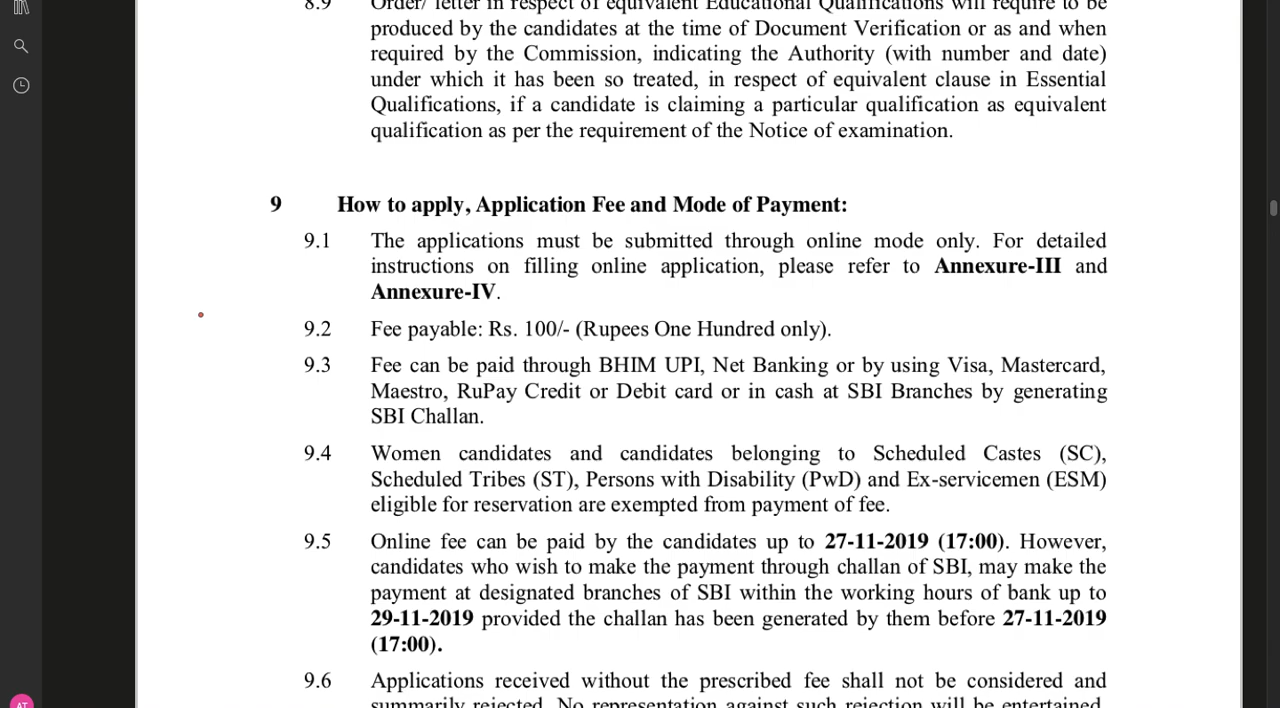 8.9 Order/ letter in respect of equivalent Educational Qualifications will require to be
produced by the candidates at the time of Document Verification or as and when
required by the Commission, indicating the Authority (with number and date)
under which it has been so treated, in respect of equivalent clause in Essential
Qualifications, if a candidate is claiming a particular qualification as equivalent
qualification as per the requirement of the Notice of examination.
9 How to apply, Application Fee and Mode of Payment:
9.1 The applications must be submitted through online mode only. For detailed
instructions on filling online application, please refer to Annexure-III and
Annexure-IV.
9.2 Fee payable: Rs. 100/- (Rupees One Hundred only).
9.3 Fee can be paid through BHIM UPI, Net Banking or by using Visa, Mastercard,
Maestro, RuPay Credit or Debit card or in cash at SBI Branches by generating
SBI Challan.
9.4 Women candidates and candidates belonging to Scheduled Castes (SC),
Scheduled Tribes (ST), Persons with Disability (PwD) and Ex-servicemen (ESM)
eligible for reservation are exempted from payment of fee.
9.5 Online fee can be paid by the candidates up to 27-11-2019 (17:00). However,
candidates who wish to make the payment through challan of SBI, may make the
payment at designated branches of SBI within the working hours of bank up to
29-11-2019 provided the challan has been generated by them before 27-11-2019
(17:00).
9.6 Applications received without the prescribed fee shall not be considered and
summarily rejected. No representation against such rejection will be entertained.
AT